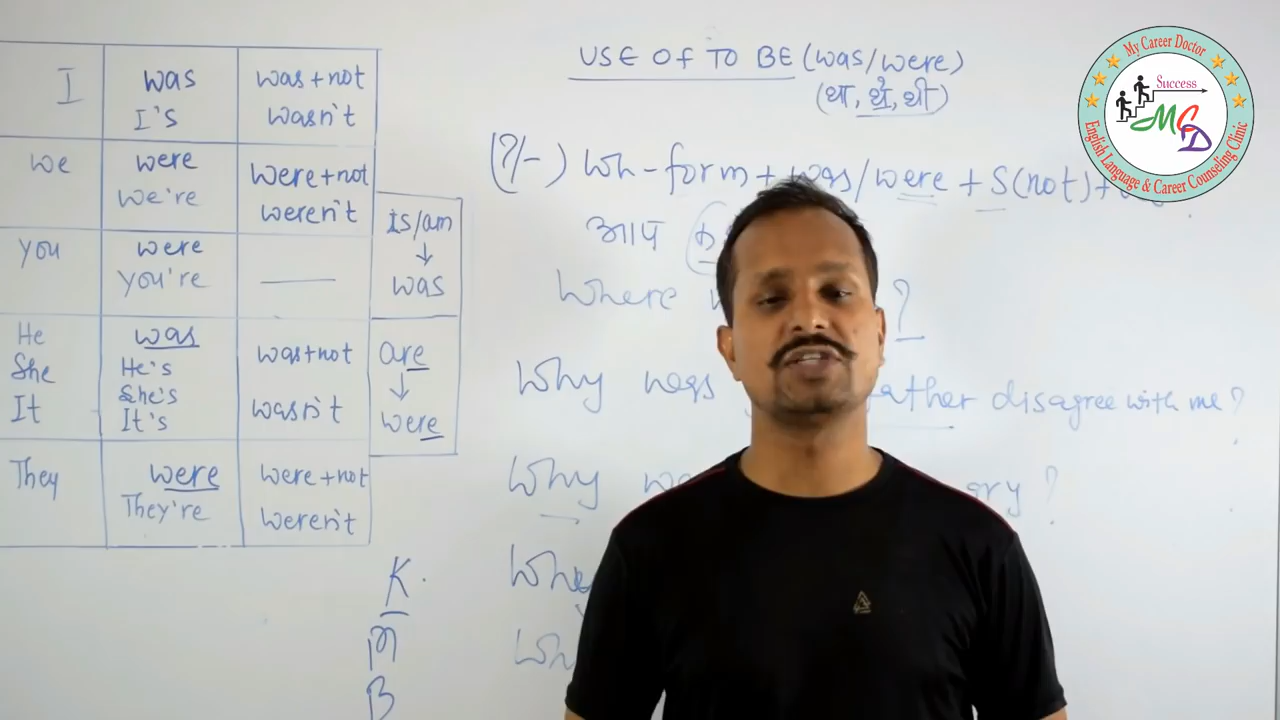 I
was
I's
was+not
wasn't
we
were
we're
were+not
weren't
you
were
you're
He
She
It
was
He's
She's
It's
was+not
wasn't
They
were
They're
were+not
weren't
is/am
↓
was
are
↓
were
K.
M
B
USE OF TO BE (was/were)
(था, थे, थी)
(?/-) Wh-form + was/were + S(not)+
आप
Where ?
Why was father disagree with me?
Why ?
My Career Doctor
Success
MCD
English Language & Career Counseling Clinic